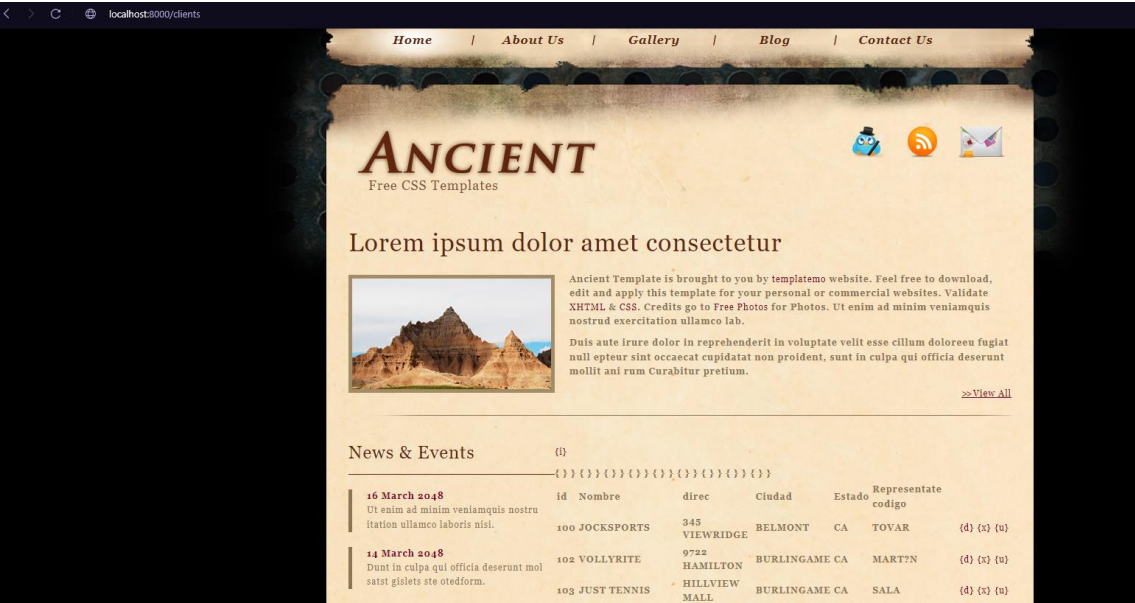 localhost:8000/clients
Home | About Us | Gallery | Blog | Contact Us
ANCIENT
Free CSS Templates
Lorem ipsum dolor amet consectetur
Ancient Template is brought to you by templatemo website. Feel free to download,
edit and apply this template for your personal or commercial websites. Validate
XHTML & CSS. Credits go to Free Photos for Photos. Ut enim ad minim veniamquis
nostrud exercitation ullamco lab.
Duis aute irure dolor in reprehenderit in voluptate velit esse cillum doloreeu fugiat
null epteur sint occaecat cupidatat non proident, sunt in culpa qui officia deserunt
mollit ani rum Curabitur pretium.
>> View All
News & Events
16 March 2048
Ut enim ad minim veniamquis nostru
itation ullamco laboris nisi.
14 March 2048
Dunt in culpa qui officia deserunt mol
satst gislets ste otedform.
{i}
{ } } { } } { } } { } } { } } { } } { } } { } } { } }
id Nombre direc Ciudad Estado Representate codigo
100 JOCKSPORTS 345 VIEWRIDGE BELMONT CA TOVAR {d} {x} {u}
102 VOLLYRITE 9722 HAMILTON BURLINGAME CA MART?N {d} {x} {u}
103 JUST TENNIS HILLVIEW MALL BURLINGAME CA SALA {d} {x} {u}